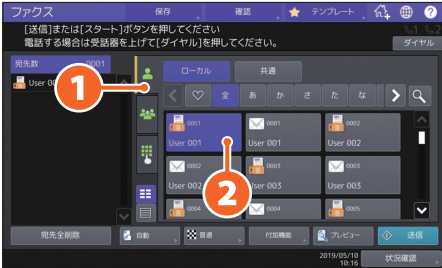 ファクス
保存
確認
テンプレート
[送信]または[スタート]ボタンを押してください
電話する場合は受話器を上げて[ダイヤル]を押してください。
L1 L2
ダイヤル
宛先数 0001
User 00
1
ローカル
共通
全
あ
か
さ
た
な
0001
User 001
0001
User 001
0002
User 002
0002
User 002
0003
User 003
0003
User 003
2
0004
0004
0005
宛先全削除
自動
普通
付加機能
プレビュー
送信
2019/05/10
10:16
状況確認